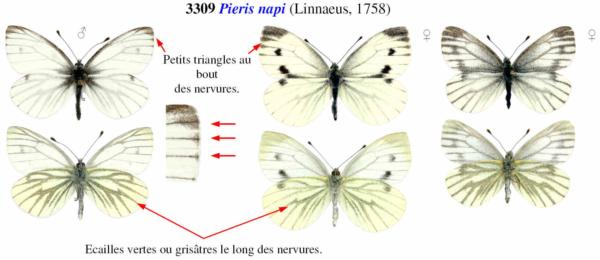 3309 Pieris napi (Linnaeus, 1758)
♂
♀
♀
Petits triangles au
bout
des nervures.
Ecailles vertes ou grisâtres le long des nervures.